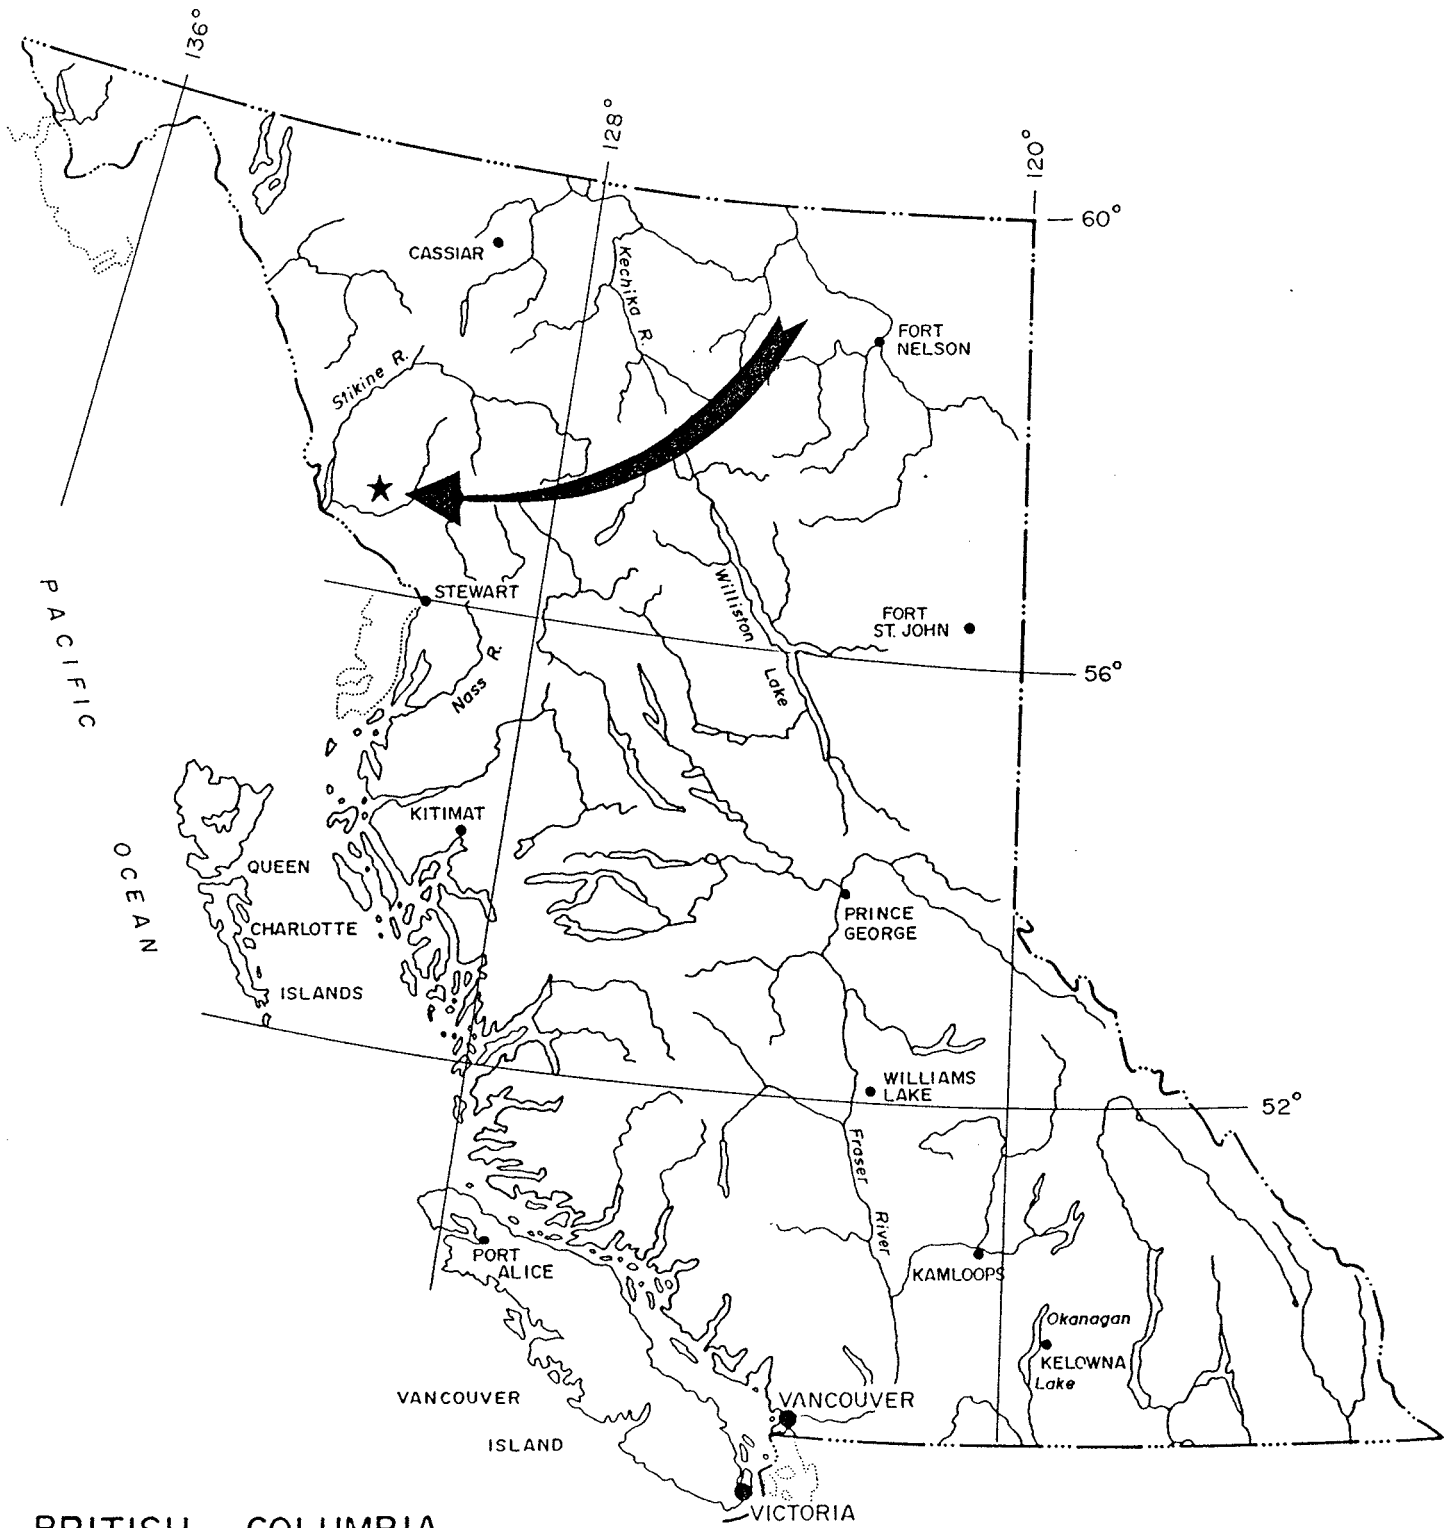 136°
128°
120°
60°
CASSIAR
Kechika R.
FORT
NELSON
Stikine R.
STEWART
Williston
Lake
FORT
ST. JOHN
56°
Nass R.
PACIFIC
OCEAN
KITIMAT
QUEEN
CHARLOTTE
ISLANDS
PRINCE
GEORGE
WILLIAMS
LAKE
52°
Fraser
River
PORT
ALICE
KAMLOOPS
Okanagan
KELOWNA
Lake
VANCOUVER
ISLAND
VANCOUVER
VICTORIA
BRITISH COLUMBIA